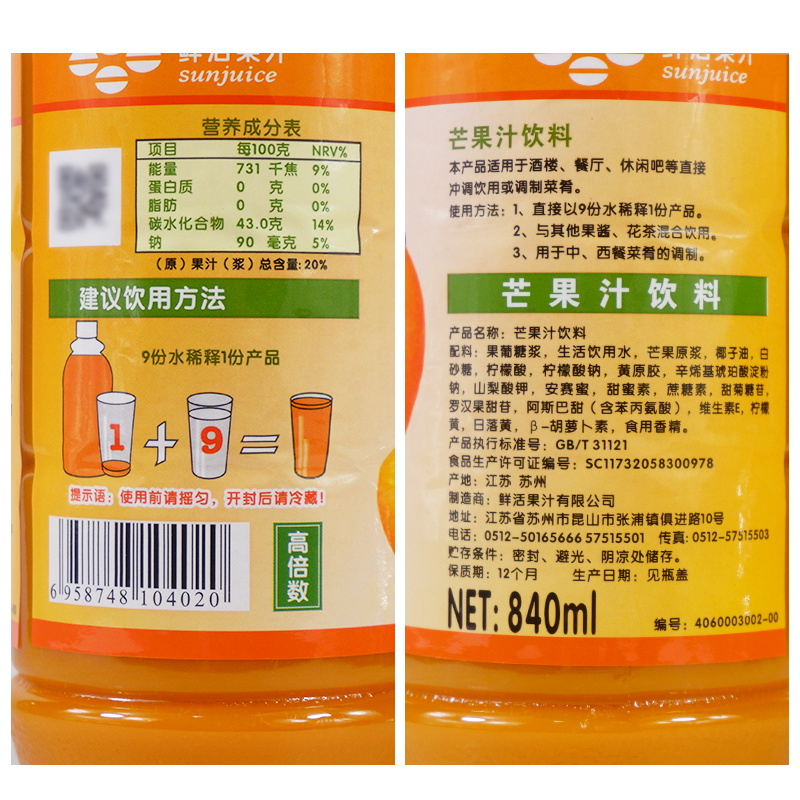 鲜活果汁
sunjuice
营养成分表
项目 每100克 NRV%
能量 731 千焦 9%
蛋白质 0 克 0%
脂肪 0 克 0%
碳水化合物 43.0克 14%
钠 90 毫克 5%
（原）果汁（浆）总含量：20%
建议饮用方法
9份水稀释1份产品
1 + 9 =
提示语：使用前请摇匀，开封后请冷藏！
6 958748 104020
高倍数
鲜活果汁
sunjuice
芒果汁饮料
本产品适用于酒楼、餐厅、休闲吧等直接
冲调饮用或调制菜肴。
使用方法：1、直接以9份水稀释1份产品。
2、与其他果酱、花茶混合饮用。
3、用于中、西餐菜肴的调制。
芒果汁饮料
产品名称：芒果汁饮料
配料：果葡糖浆，生活饮用水，芒果原浆，椰子油，白
砂糖，柠檬酸，柠檬酸钠，黄原胶，辛烯基琥珀酸淀粉
钠，山梨酸钾，安赛蜜，甜蜜素，蔗糖素，甜菊糖苷，
罗汉果甜苷，阿斯巴甜（含苯丙氨酸），维生素E，柠檬
黄，日落黄，β-胡萝卜素，食用香精。
产品执行标准号：GB/T 31121
食品生产许可证编号：SC11732058300978
产地：江苏 苏州
制造商：鲜活果汁有限公司
地址：江苏省苏州市昆山市张浦镇俱进路10号
电话：0512-50165666 57515501 传真：0512-57515503
贮存条件：密封、避光、阴凉处储存。
保质期：12个月 生产日期：见瓶盖
NET: 840ml
编号：4060003002-00